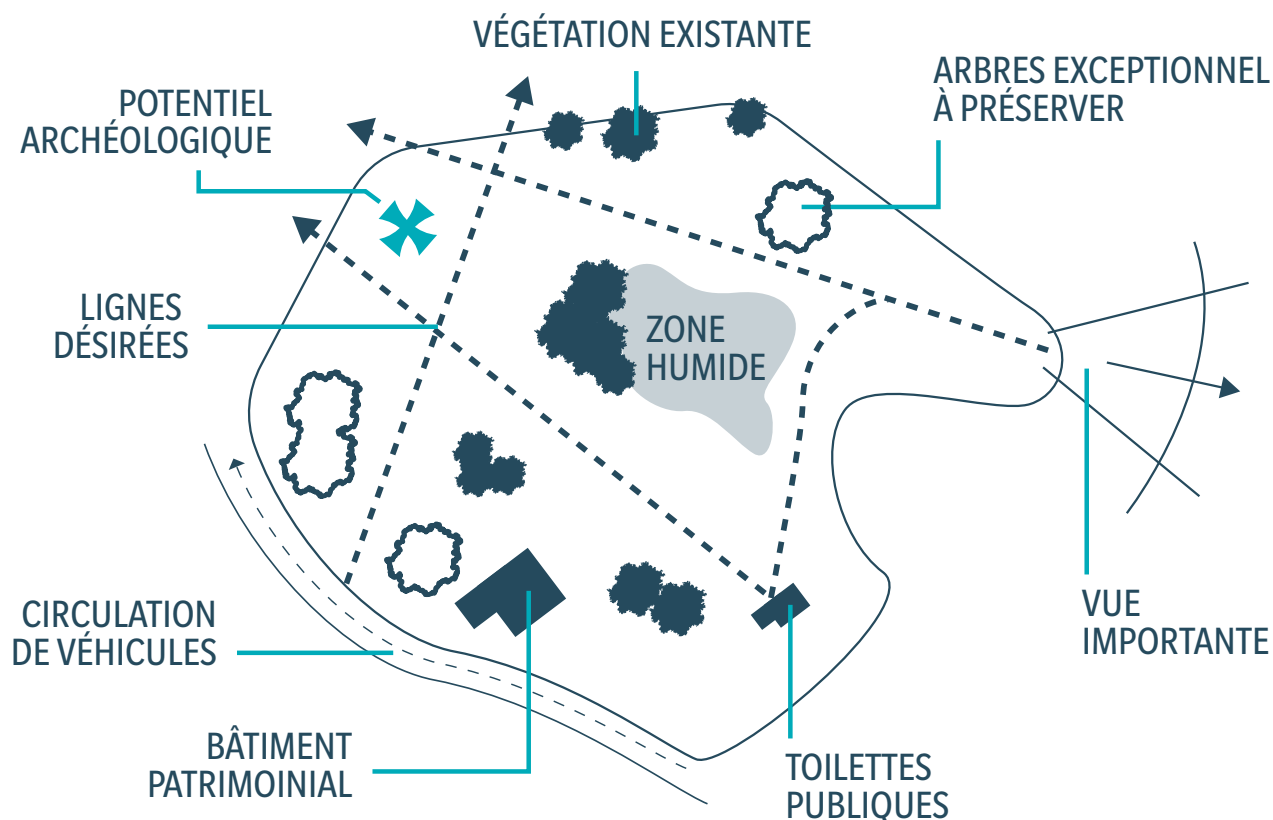 VÉGÉTATION EXISTANTE
ARBRES EXCEPTIONNEL
À PRÉSERVER
POTENTIEL
ARCHÉOLOGIQUE
LIGNES
DÉSIRÉES
ZONE
HUMIDE
CIRCULATION
DE VÉHICULES
VUE
IMPORTANTE
BÂTIMENT
PATRIMOINIAL
TOILETTES
PUBLIQUES